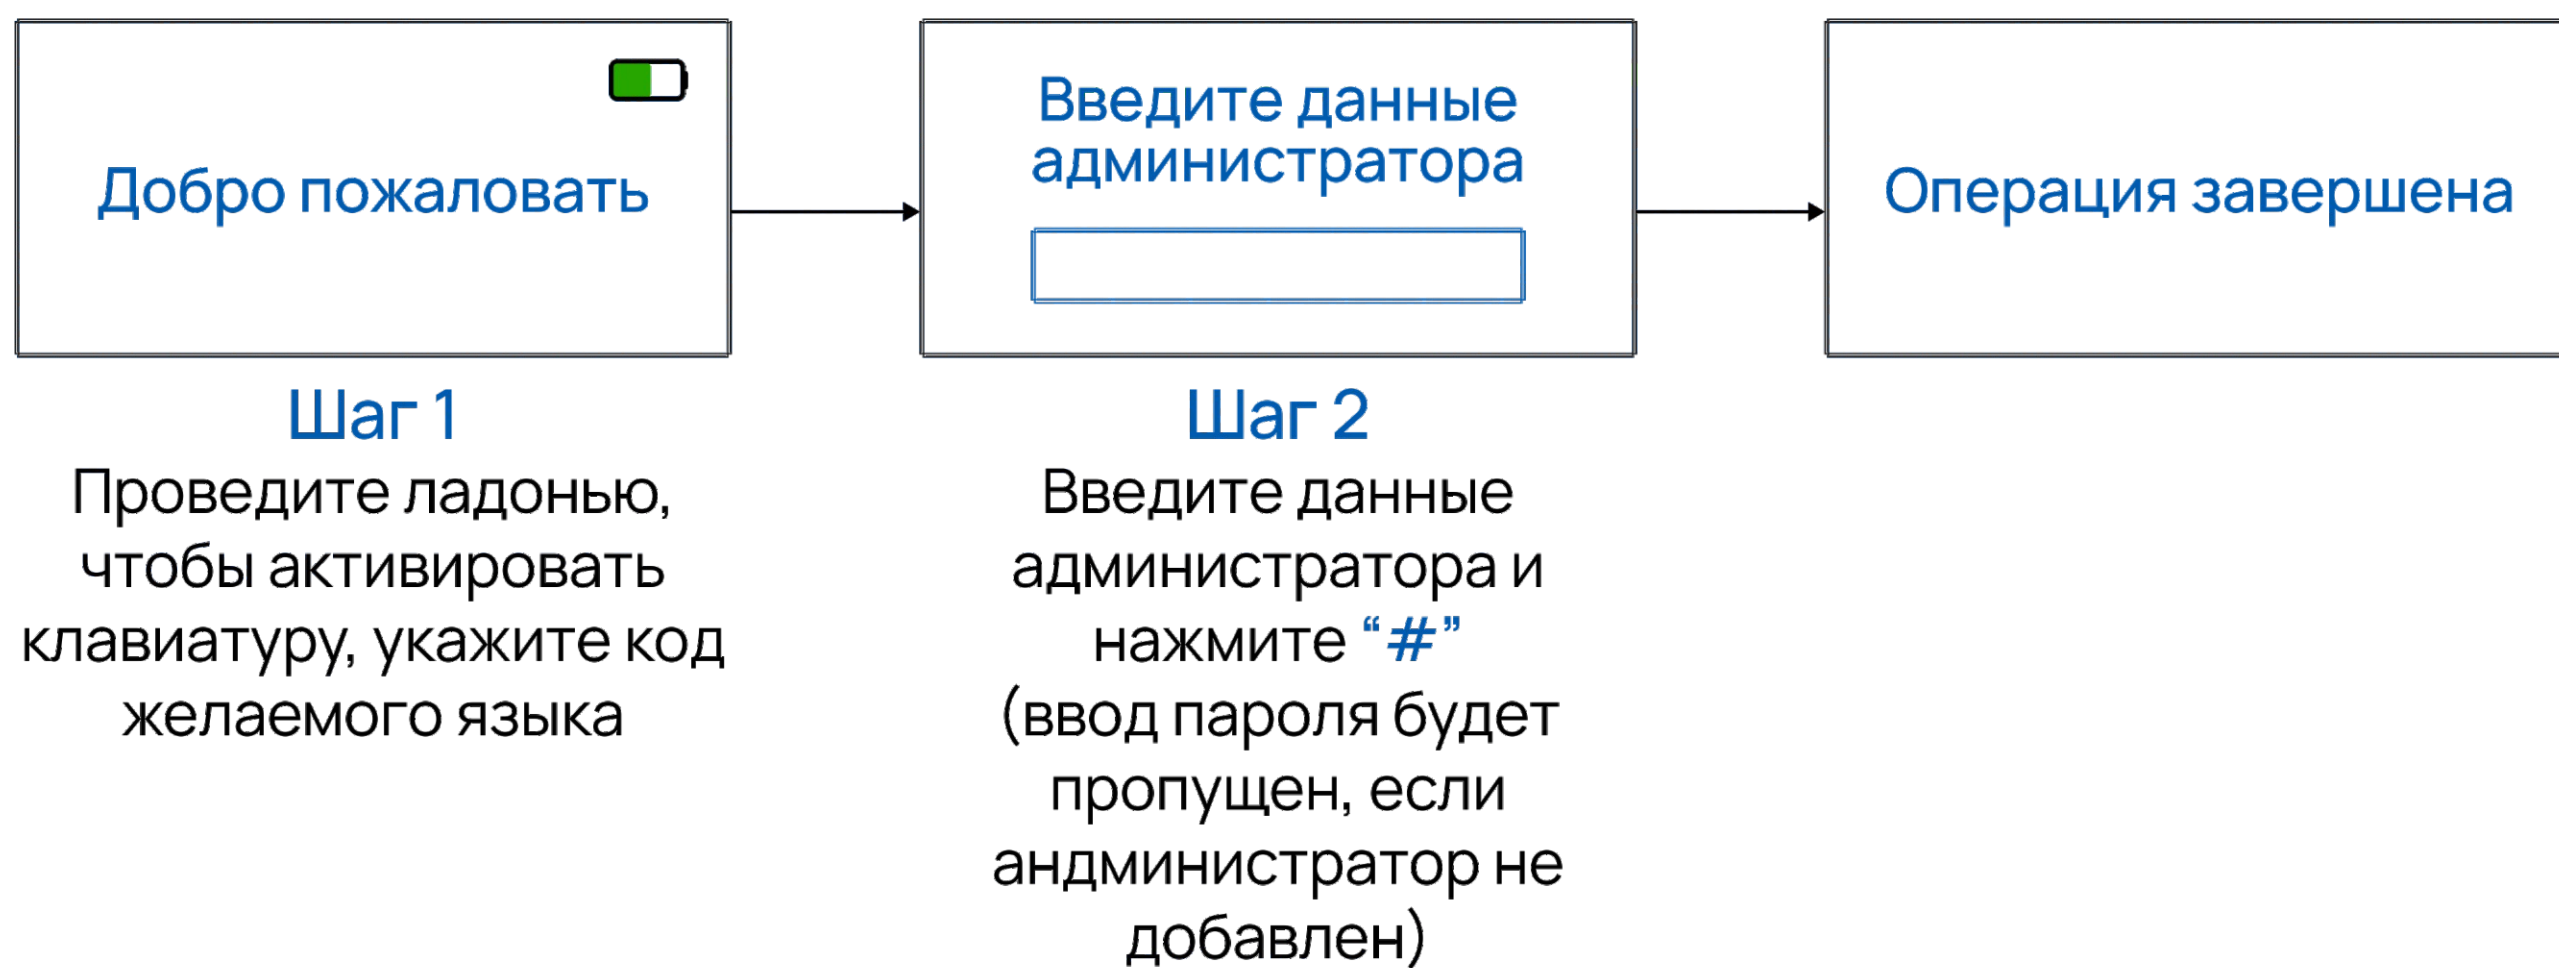 Добро пожаловать
Введите данные
администратора
Операция завершена
Шаг 1
Проведите ладонью,
чтобы активировать
клавиатуру, укажите код
желаемого языка
Шаг 2
Введите данные
администратора и
нажмите “#”
(ввод пароля будет
пропущен, если
андминистратор не
добавлен)